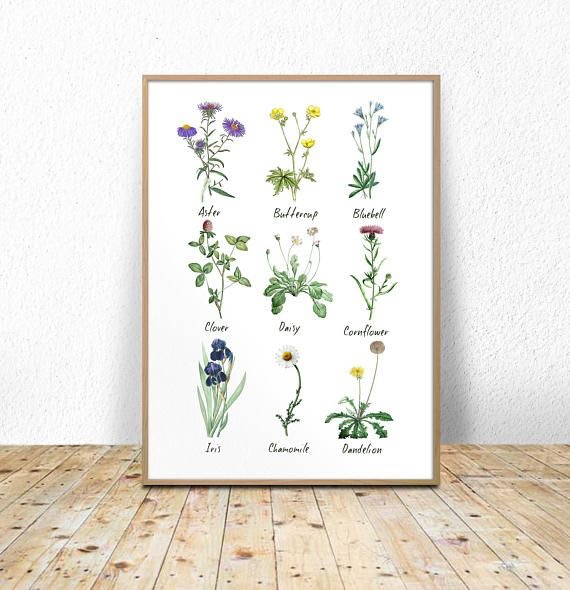 Aster Buttercup Bluebell
Clover Daisy Cornflower
Iris Chamomile Dandelion